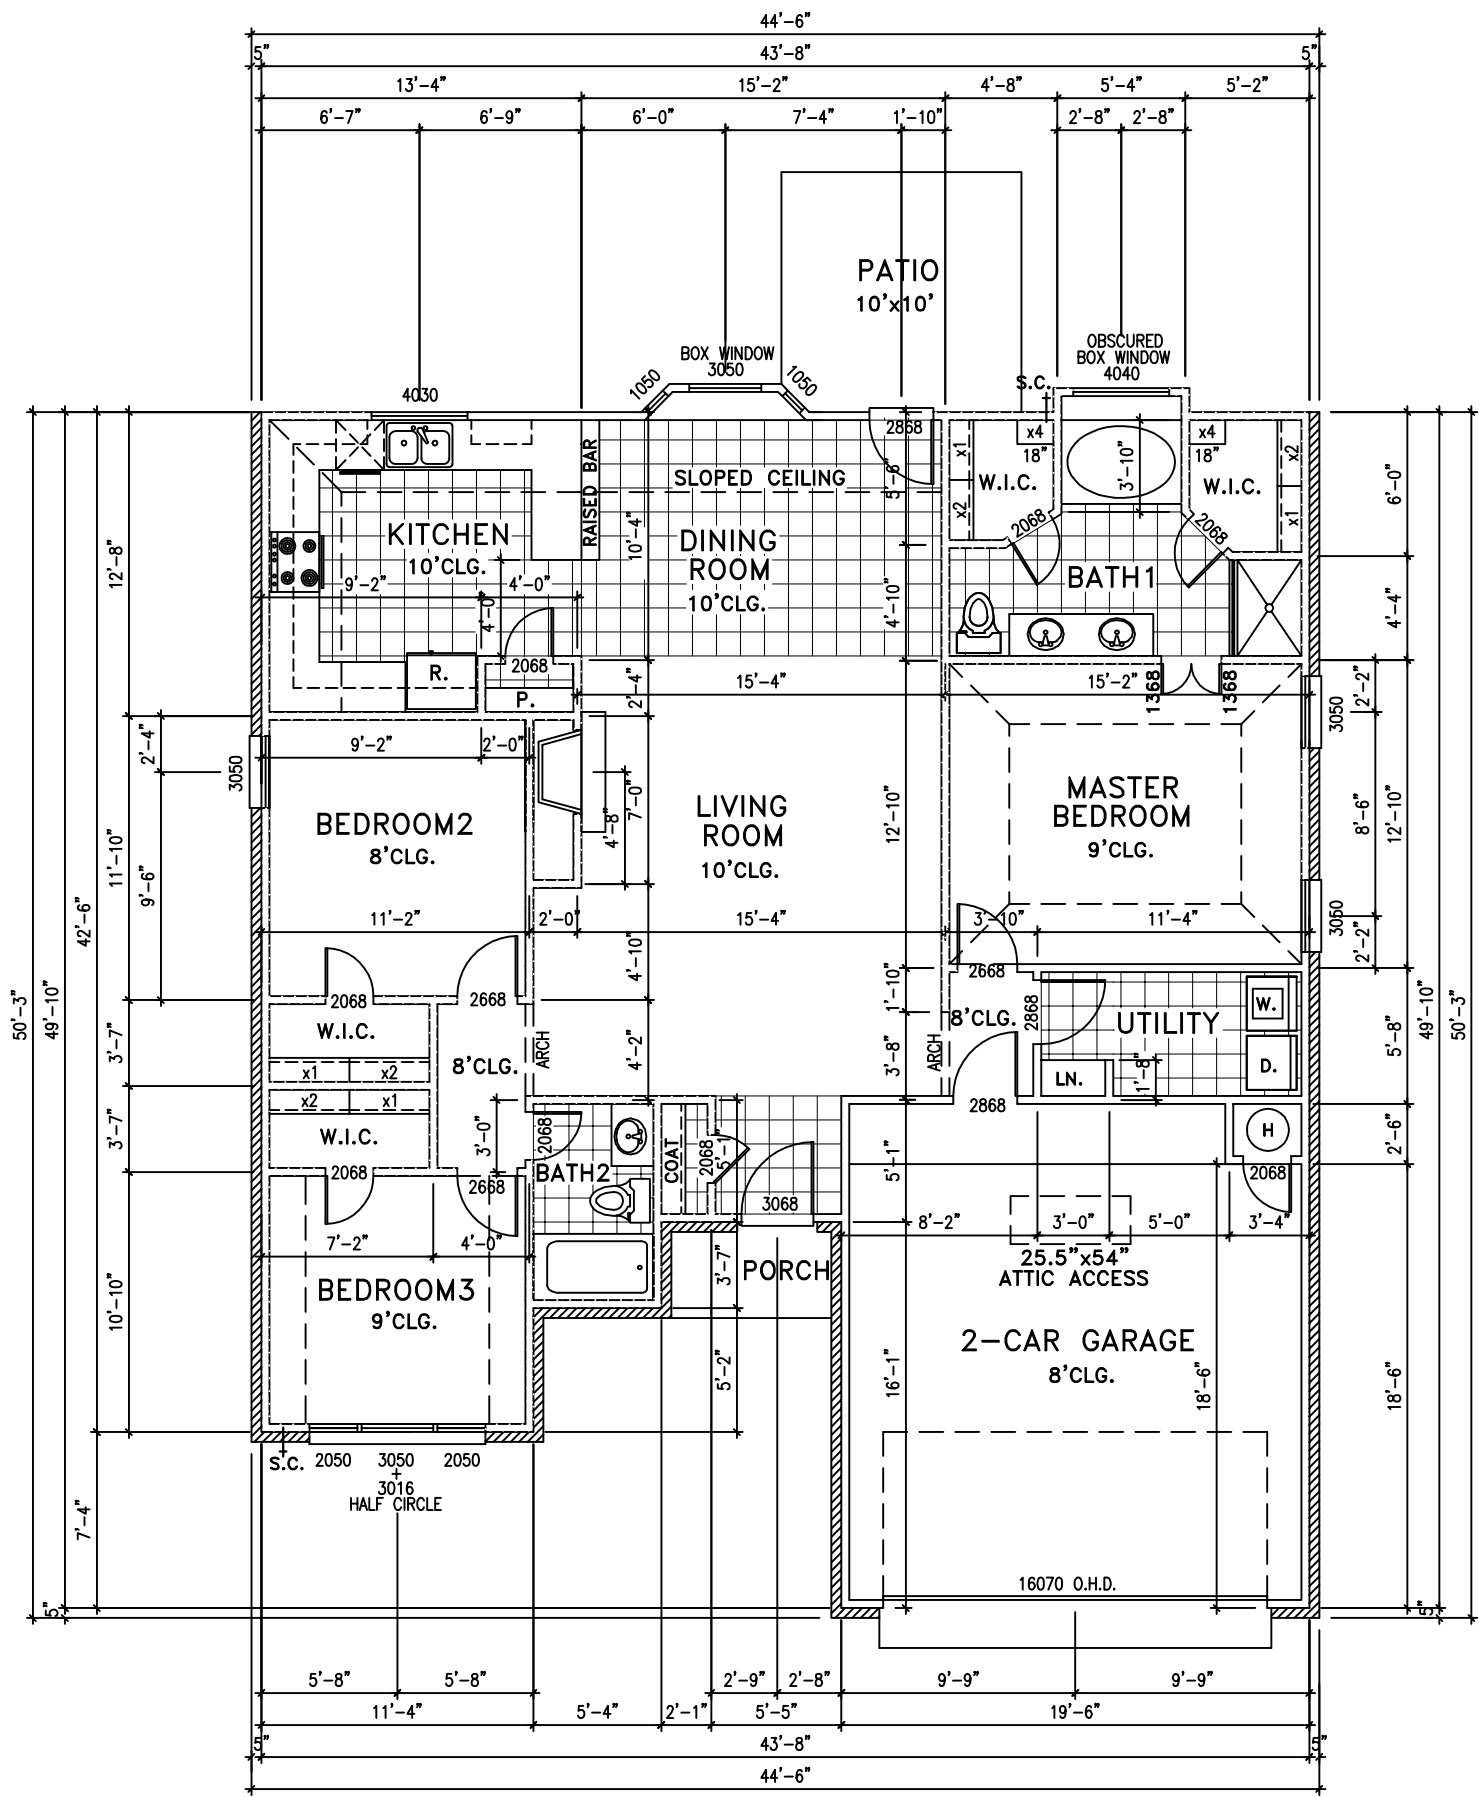 44'-6"
5" 43'-8" 5"
13'-4" 15'-2" 4'-8" 5'-4" 5'-2"
6'-7" 6'-9" 6'-0" 7'-4" 1'-10" 2'-8" 2'-8"
PATIO
10'x10'
BOX WINDOW
3050
1050
1050
OBSCURED
BOX WINDOW
4040
S.C.
4030
2868
5'-6"
RAISED BAR
SLOPED CEILING
KITCHEN
10'CLG.
9'-2"
4'-0"
4'-0"
10'-4"
DINING
ROOM
10'CLG.
4'-10"
x1
x2
W.I.C.
x4
18"
3'-10"
x4
18"
W.I.C.
x2
x1
2068
2068
BATH1
6'-0"
4'-4"
12'-8"
R.
2068
P.
2'-4"
15'-4"
15'-2"
1368
1368
3050
2'-2"
2'-4"
3050
9'-2"
2'-0"
BEDROOM2
8'CLG.
11'-2"
2'-0"
4'-8"
7'-0"
LIVING
ROOM
10'CLG.
15'-4"
12'-10"
MASTER
BEDROOM
9'CLG.
3'-10"
11'-4"
8'-6"
12'-10"
3050
2'-2"
11'-10"
9'-6"
42'-6"
50'-3"
49'-10"
49'-10"
50'-3"
4'-10"
2068
2668
W.I.C.
x1 x2
x2 x1
W.I.C.
2068
2668
8'CLG.
ARCH
4'-2"
1'-10"
3'-8"
ARCH
2668
8'CLG.
2868
UTILITY
W.
D.
LN.
1'-8"
2868
5'-8"
3'-7"
3'-7"
3'-0"
2068
BATH2
COAT
2068
5'-1"
3068
5'-1"
H
2068
2'-6"
7'-2"
4'-0"
BEDROOM3
9'CLG.
10'-10"
3'-7"
PORCH
5'-2"
8'-2" 3'-0" 5'-0" 3'-4"
25.5"x54"
ATTIC ACCESS
2-CAR GARAGE
8'CLG.
16'-1"
18'-6"
18'-6"
S.C. 2050 3050 2050
+
3016
HALF CIRCLE
7'-4"
16070 O.H.D.
5"
5"
5'-8" 5'-8" 2'-9" 2'-8" 9'-9" 9'-9"
11'-4" 5'-4" 2'-1" 5'-5" 19'-6"
5" 43'-8" 5"
44'-6"